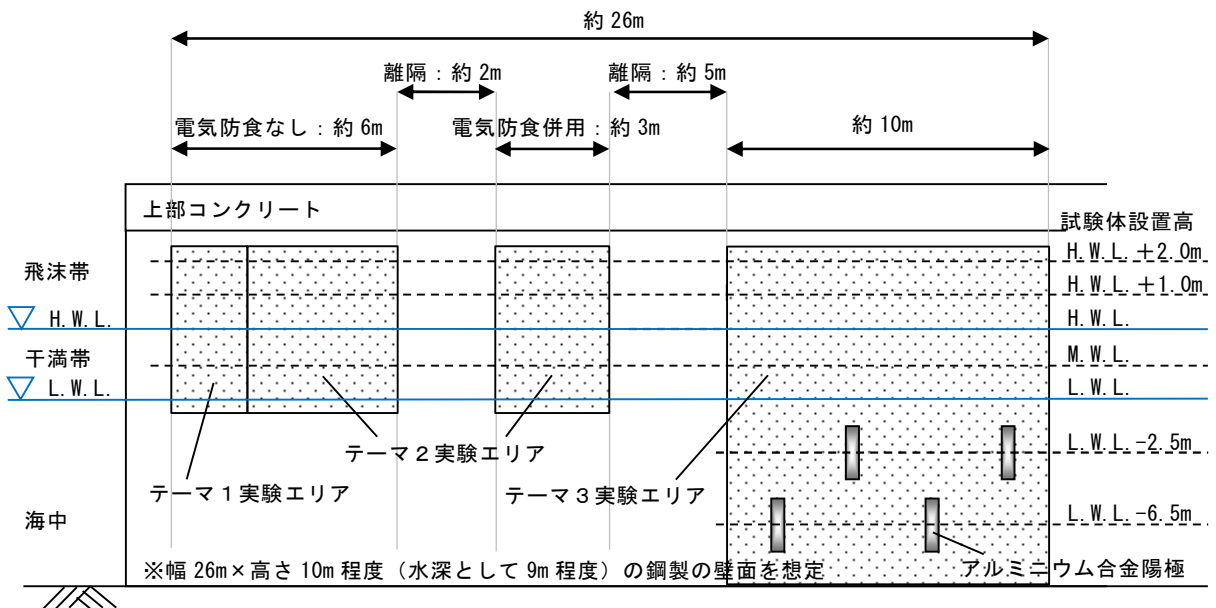 約 26m
離隔：約 2m
離隔：約 5m
電気防食なし：約 6m
電気防食併用：約 3m
約 10m
上部コンクリート
試験体設置高
H.W.L.+2.0m
飛沫帯
H.W.L.+1.0m
H.W.L.
H.W.L.
干満帯
M.W.L.
L.W.L.
L.W.L.
L.W.L.-2.5m
テーマ２実験エリア
テーマ１実験エリア
テーマ３実験エリア
海中
L.W.L.-6.5m
※幅 26m×高さ 10m 程度（水深として 9m 程度）の鋼製の壁面を想定
アルミニウム合金陽極